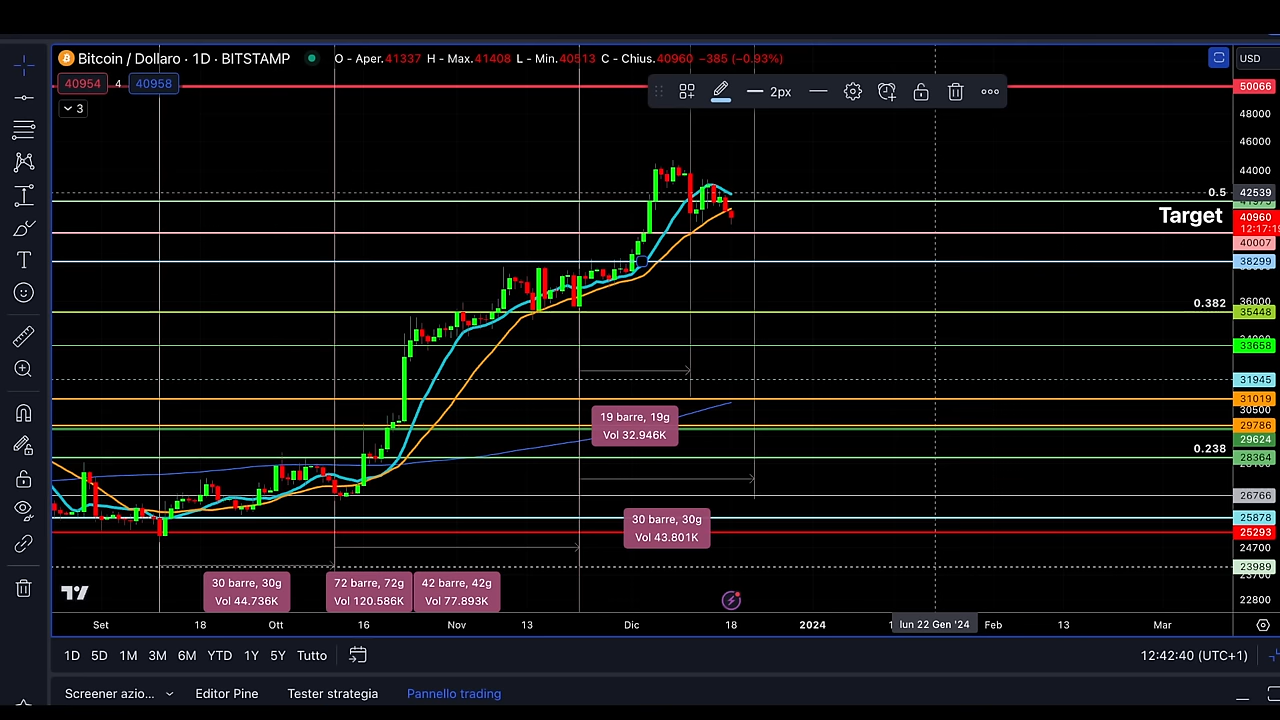 Bitcoin / Dollaro · 1D · BITSTAMP O - Aper.41337 H - Max.41408 L - Min.40513 C - Chius.40960 −385 (−0.93%)
USD
40954 4 40958
3
2px
50066
48000
46000
44000
0.5 42539
Target
40960
12:17:19
40007
38299
36000
0.382
35448
33658
31945
31019
30500
29786
29624
0.238
28364
26766
25878
25293
24700
23989
23700
22800
19 barre, 19g
Vol 32.946K
30 barre, 30g
Vol 43.801K
30 barre, 30g
Vol 44.736K
72 barre, 72g
Vol 120.586K
42 barre, 42g
Vol 77.893K
Set 18 Ott 16 Nov 13 Dic 18 2024 lun 22 Gen '24 Feb 13 Mar
1D 5D 1M 3M 6M YTD 1Y 5Y Tutto
12:42:40 (UTC+1)
Screener azio... Editor Pine Tester strategia Pannello trading